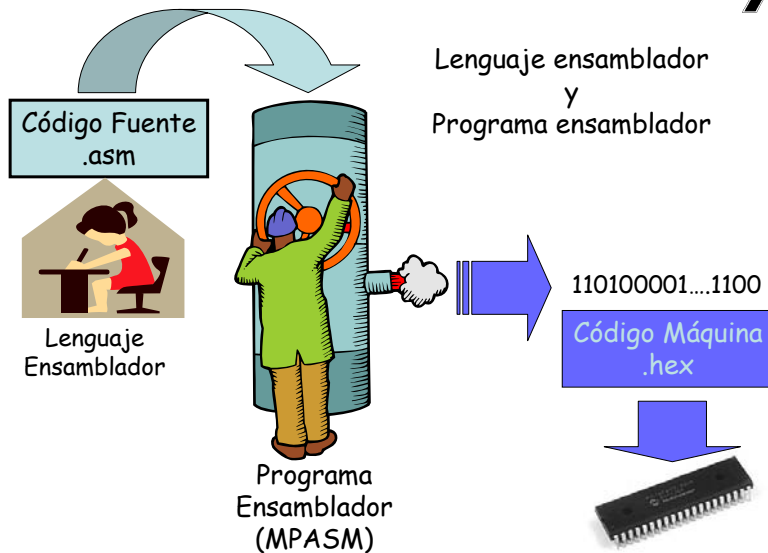 Lenguaje ensamblador
y
Programa ensamblador
Código Fuente
.asm
Lenguaje
Ensamblador
Programa
Ensamblador
(MPASM)
110100001....1100
Código Máquina
.hex